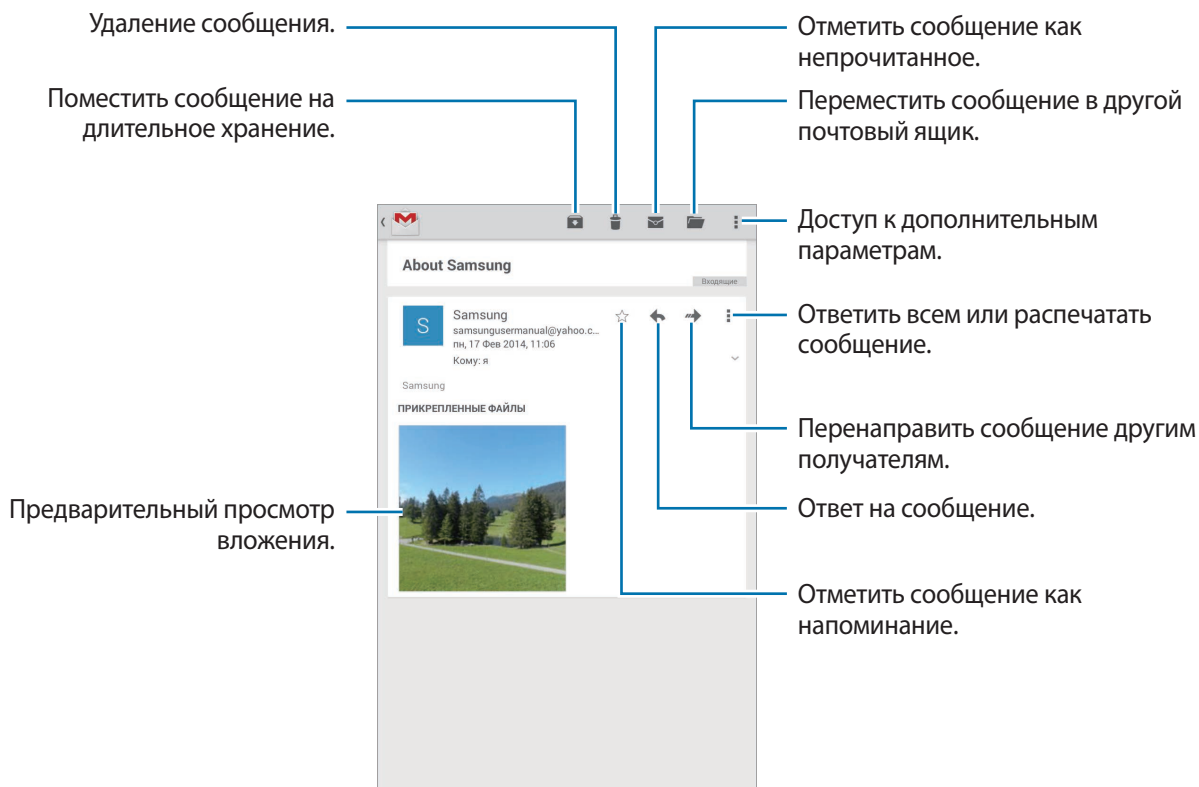 Удаление сообщения.
Поместить сообщение на
длительное хранение.
Отметить сообщение как
непрочитанное.
Переместить сообщение в другой
почтовый ящик.
Доступ к дополнительным
параметрам.
About Samsung
Входящие
S
Samsung
samsungusermanual@yahoo.c...
пн, 17 Фев 2014, 11:06
Кому: я
Samsung
ПРИКРЕПЛЕННЫЕ ФАЙЛЫ
Ответить всем или распечатать
сообщение.
Перенаправить сообщение другим
получателям.
Предварительный просмотр
вложения.
Ответ на сообщение.
Отметить сообщение как
напоминание.